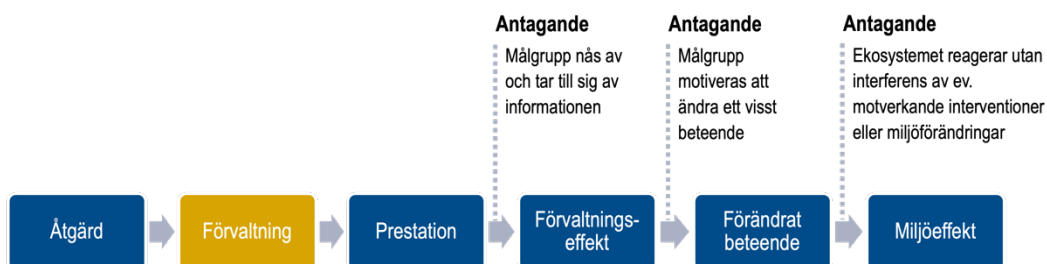 Antagande
Målgrupp nås av
och tar till sig av
informationen
Antagande
Målgrupp
motiveras att
ändra ett visst
beteende
Antagande
Ekosystemet reagerar utan
interferens av ev.
motverkande interventioner
eller miljöförändringar
Åtgärd
Förvaltning
Prestation
Förvaltnings-
effekt
Förändrat
beteende
Miljöeffekt